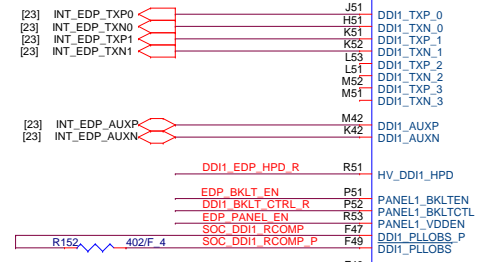 J51
[23] INT_EDP_TXP0 DDI1_TXP_0
H51
[23] INT_EDP_TXN0 DDI1_TXN_0
K51
[23] INT_EDP_TXP1 DDI1_TXP_1
K52
[23] INT_EDP_TXN1 DDI1_TXN_1
L53
DDI1_TXP_2
L51
DDI1_TXN_2
M52
DDI1_TXP_3
M51
DDI1_TXN_3
M42
[23] INT_EDP_AUXP DDI1_AUXP
K42
[23] INT_EDP_AUXN DDI1_AUXN
DDI1_EDP_HPD_R R51
HV_DDI1_HPD
EDP_BKLT_EN P51
PANEL1_BKLTEN
DDI1_BKLT_CTRL_R P52
PANEL1_BKLTCTL
EDP_PANEL_EN R53
PANEL1_VDDEN
SOC_DDI1_RCOMP F47
DDI1_PLLOBS_P
R152 402/F_4 SOC_DDI1_RCOMP_P F49
DDI1_PLLOBS